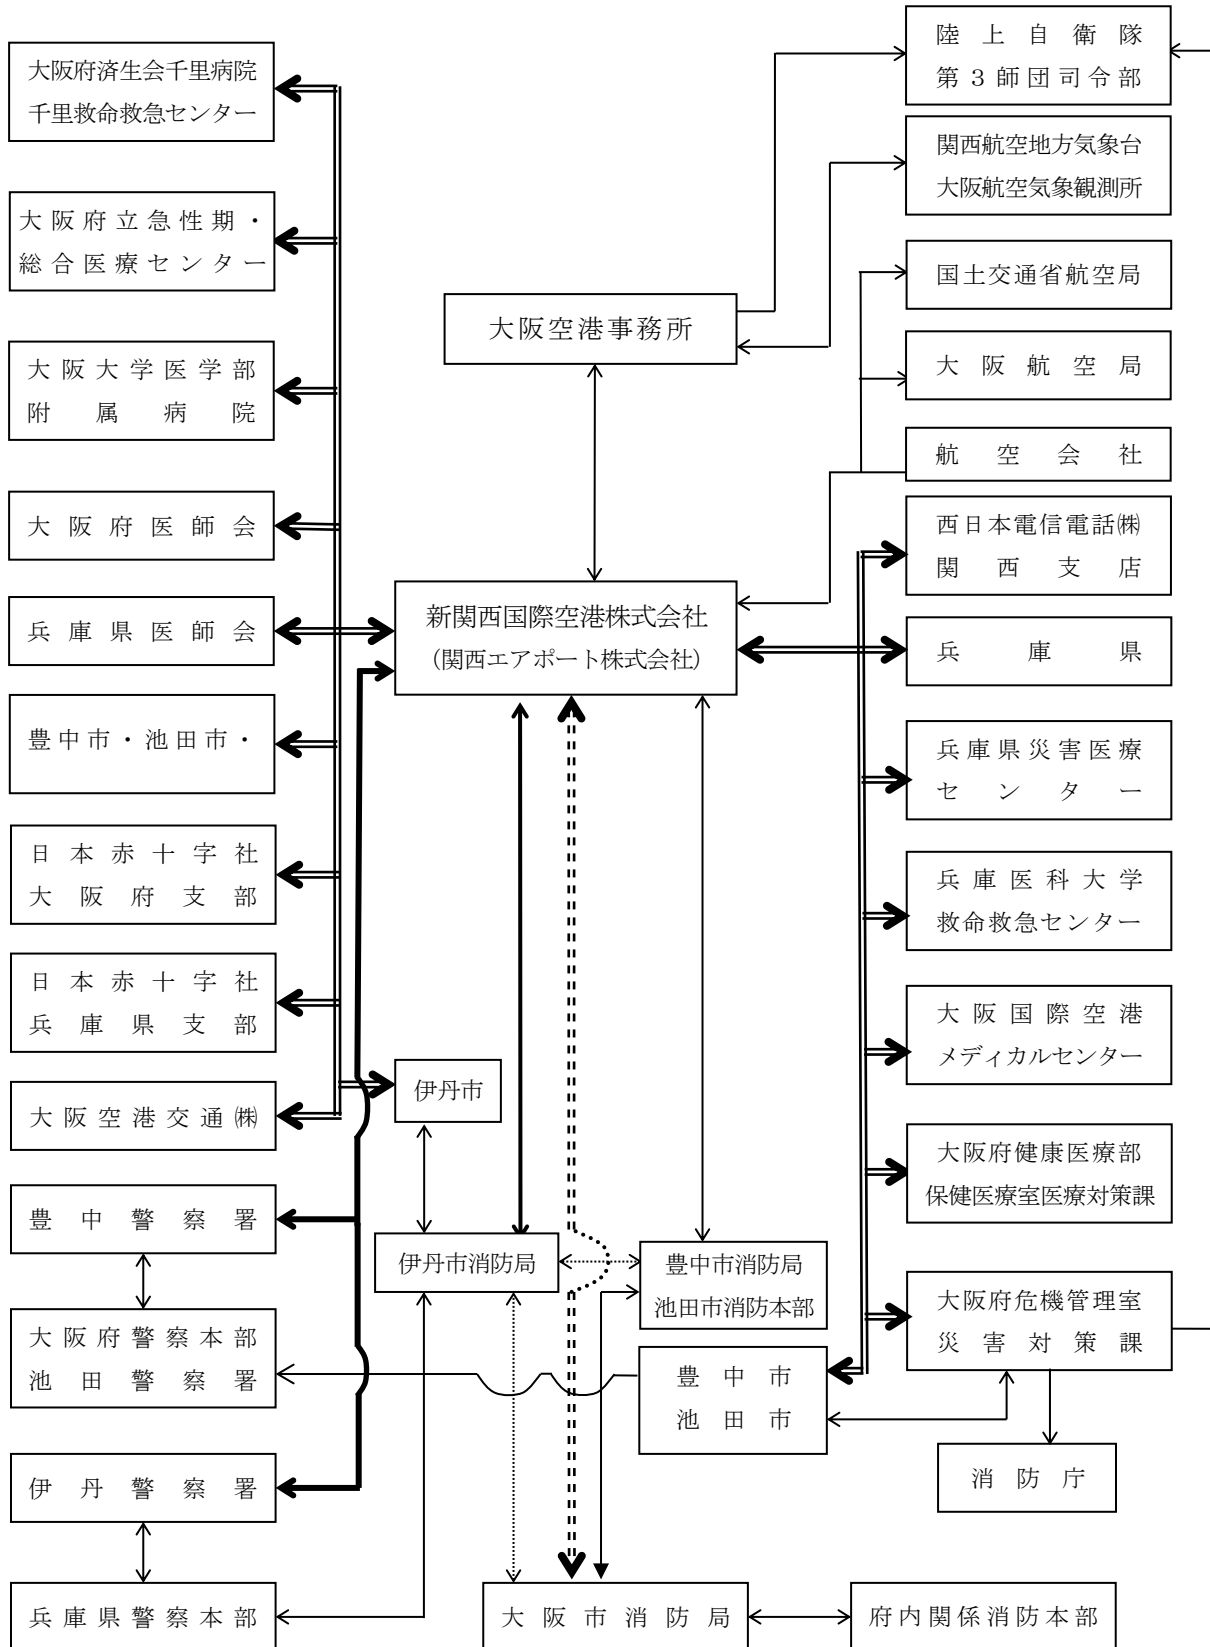 陸上自衛隊
第3師団司令部
大阪府済生会千里病院
千里救命救急センター
関西航空地方気象台
大阪航空気象観測所
大阪府立急性期・
総合医療センター
国土交通省航空局
大阪空港事務所
大阪航空局
大阪大学医学部
附属病院
航空会社
大阪府医師会
西日本電信電話㈱
関西支店
兵庫県医師会
新関西国際空港株式会社
(関西エアポート株式会社)
兵庫県
豊中市・池田市・
兵庫県災害医療
センター
日本赤十字社
大阪府支部
兵庫医科大学
救命救急センター
日本赤十字社
兵庫県支部
大阪国際空港
メディカルセンター
伊丹市
大阪空港交通㈱
大阪府健康医療部
保健医療室医療対策課
豊中警察署
伊丹市消防局
豊中市消防局
池田市消防本部
大阪府危機管理室
災害対策課
大阪府警察本部
池田警察署
豊中市
池田市
消防庁
伊丹警察署
兵庫県警察本部
大阪市消防局
府内関係消防本部